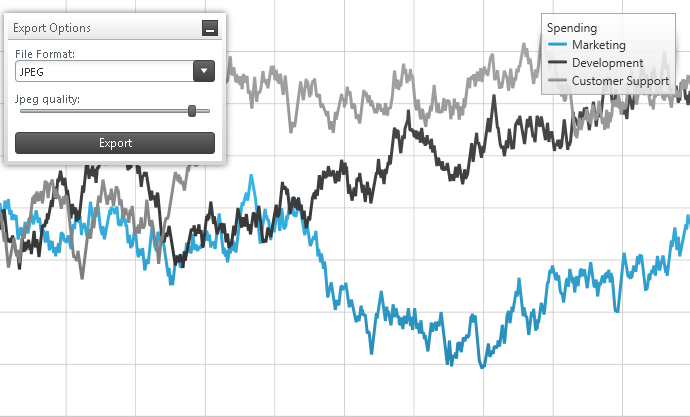 Export Options
File Format:
JPEG
Jpeg quality:
Export
Spending
Marketing
Development
Customer Support